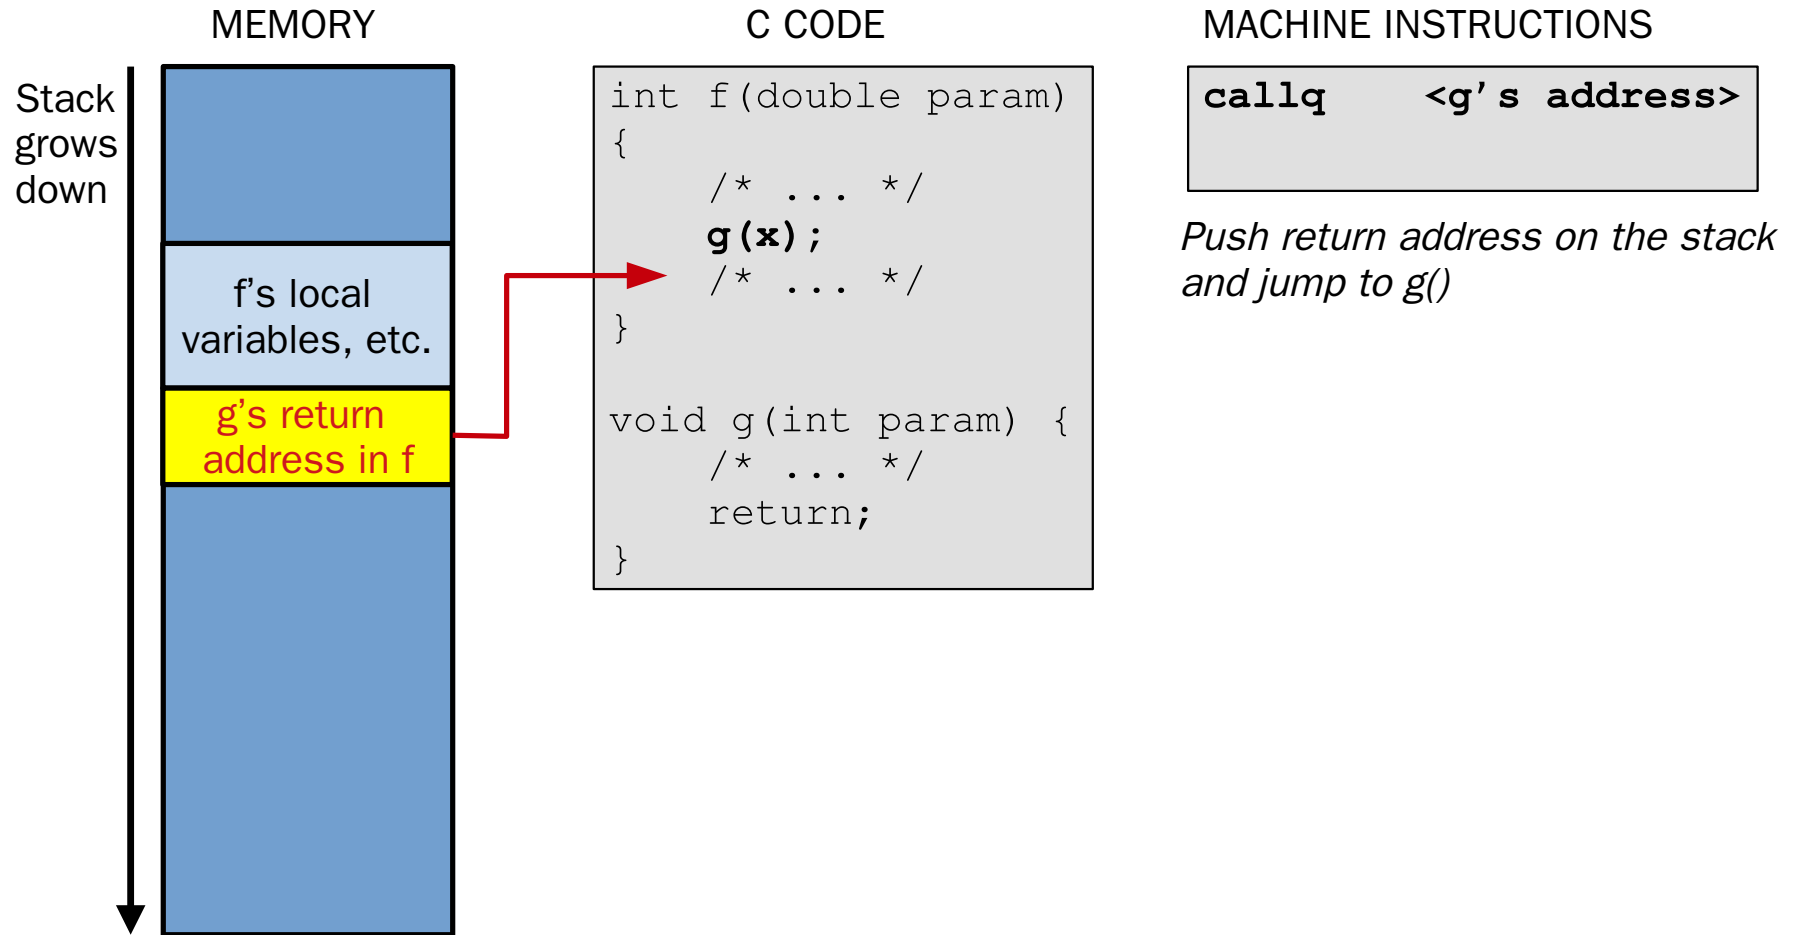 MEMORY
C CODE
MACHINE INSTRUCTIONS
Stack
grows
down
f’s local
variables, etc.
g’s return
address in f
int f(double param)
{
    /* ... */
    g(x);
    /* ... */
}
void g(int param) {
    /* ... */
    return;
}
callq    <g’s address>
Push return address on the stack
and jump to g()